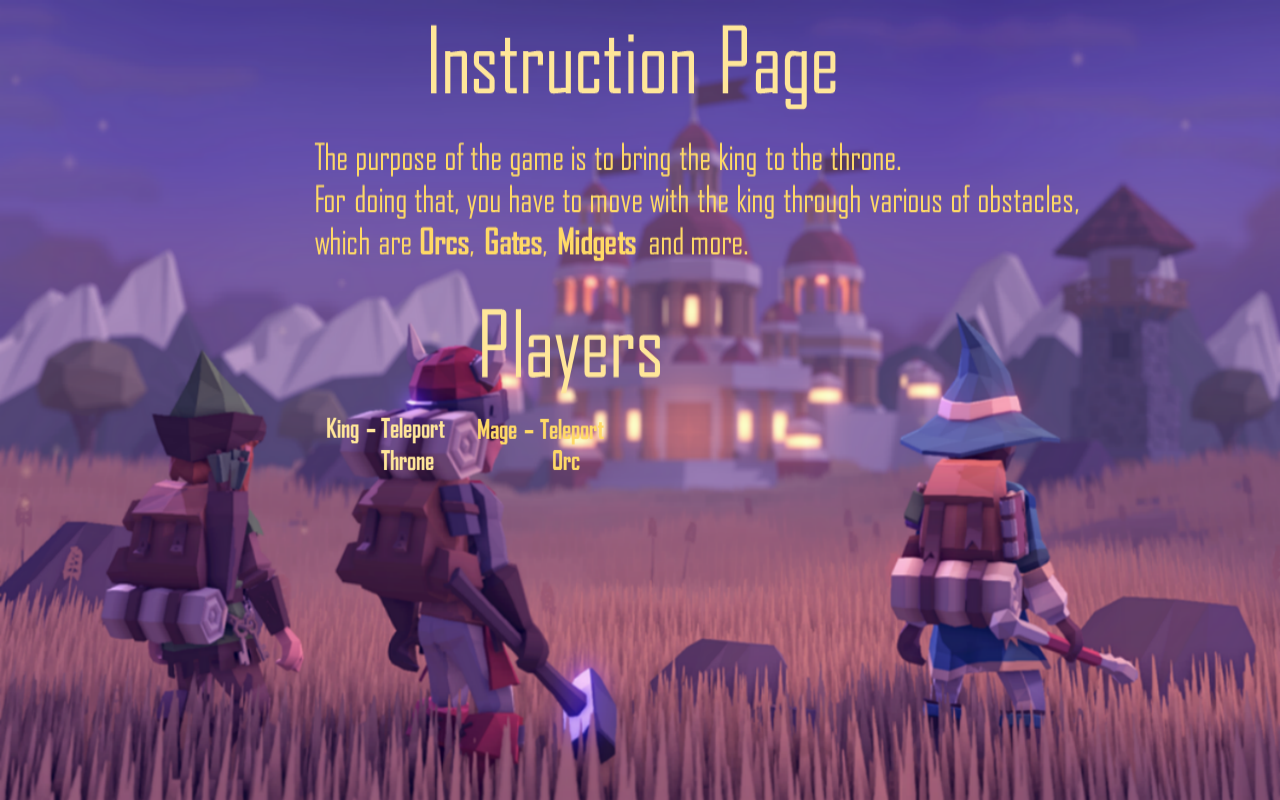 Instruction Page
The purpose of the game is to bring the king to the throne.
For doing that, you have to move with the king through various of obstacles,
which are Orcs, Gates, Midgets and more.
Players
King - Teleport
Throne
Mage - Teleport
Orc